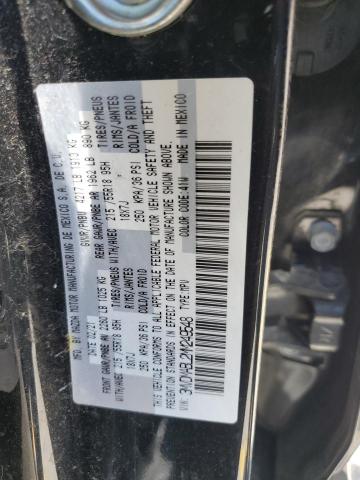 MFD. BY MAZDA MOTOR MANUFACTURING DE MEXICO S.A. DE C.V.
DATE 02/21 GVWR/PNBV 4217 LB 1913 KG
FRONT GAWR/PNBE AV 2260 LB 1025 KG REAR GAWR/PNBE AR 1962 LB 890 KG
WITH/AVEC 215/55R18 95H TIRES/PNEUS WITH/AVEC 215/55R18 95H TIRES/PNEUS
18X7J RIMS/JANTES 18X7J RIMS/JANTES
250 KPA/36 PSI COLD/A FROID 250 KPA/36 PSI COLD/A FROID
THIS VEHICLE CONFORMS TO ALL APPLICABLE FEDERAL MOTOR VEHICLE SAFETY AND THEFT
PREVENTION STANDARDS IN EFFECT ON THE DATE OF MANUFACTURE SHOWN ABOVE.
TYPE: MPV COLOR CODE: 41W MADE IN MEXICO